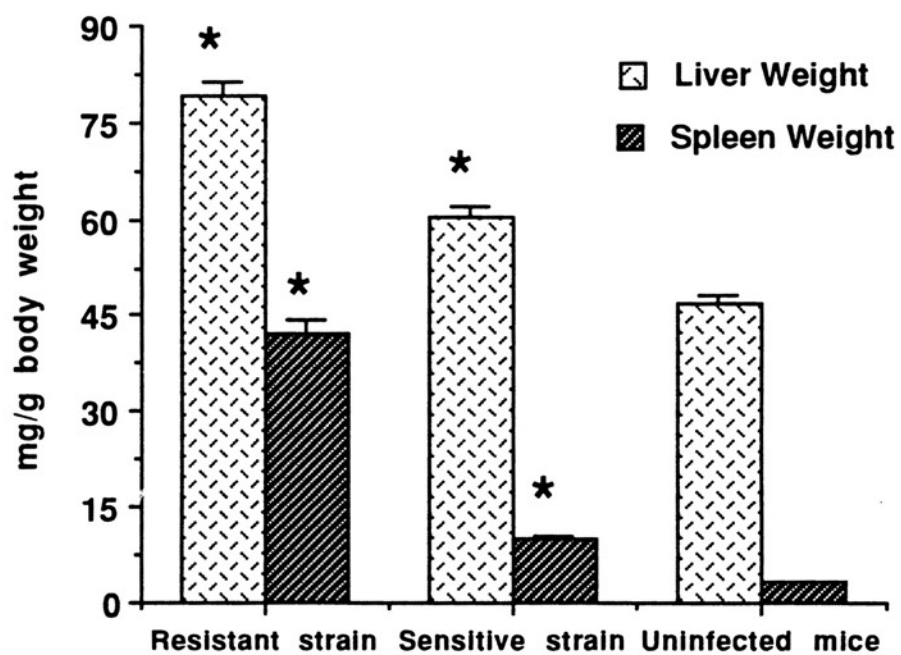 90
75
60
45
30
15
0
mg/g body weight
Liver Weight
Spleen Weight
*
*
*
*
Resistant strain Sensitive strain Uninfected mice